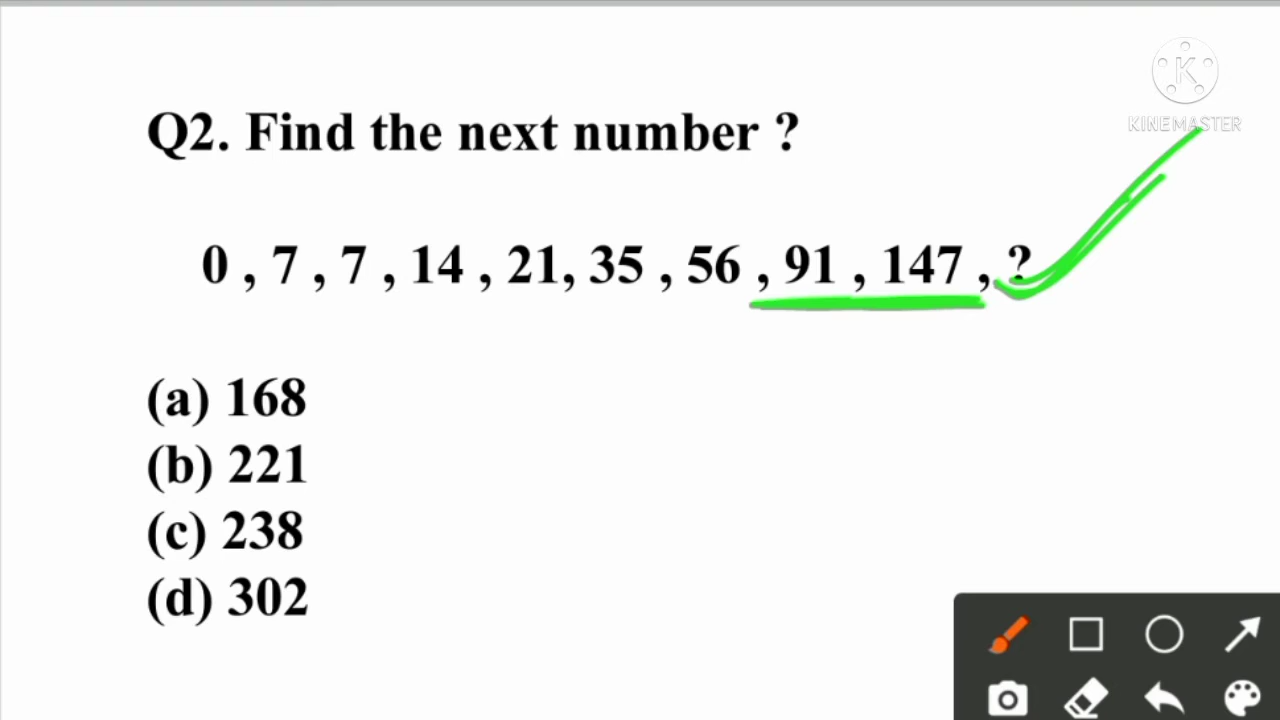 K
KINEMASTER
Q2. Find the next number ?
0 , 7 , 7 , 14 , 21, 35 , 56 , 91 , 147 , ?
(a) 168
(b) 221
(c) 238
(d) 302